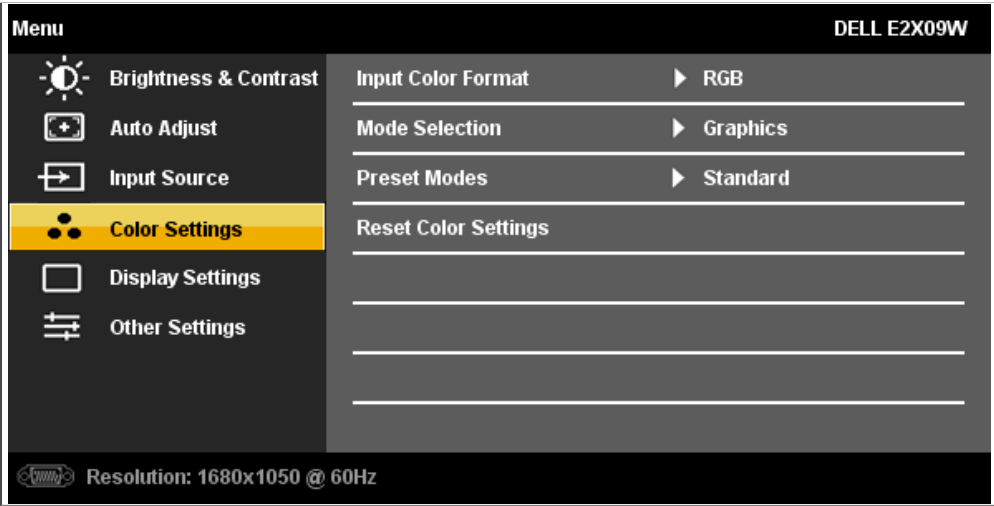 Menu DELL E2X09W
Brightness & Contrast Input Color Format RGB
Auto Adjust Mode Selection Graphics
Input Source Preset Modes Standard
Color Settings Reset Color Settings
Display Settings
Other Settings
Resolution: 1680x1050 @ 60Hz